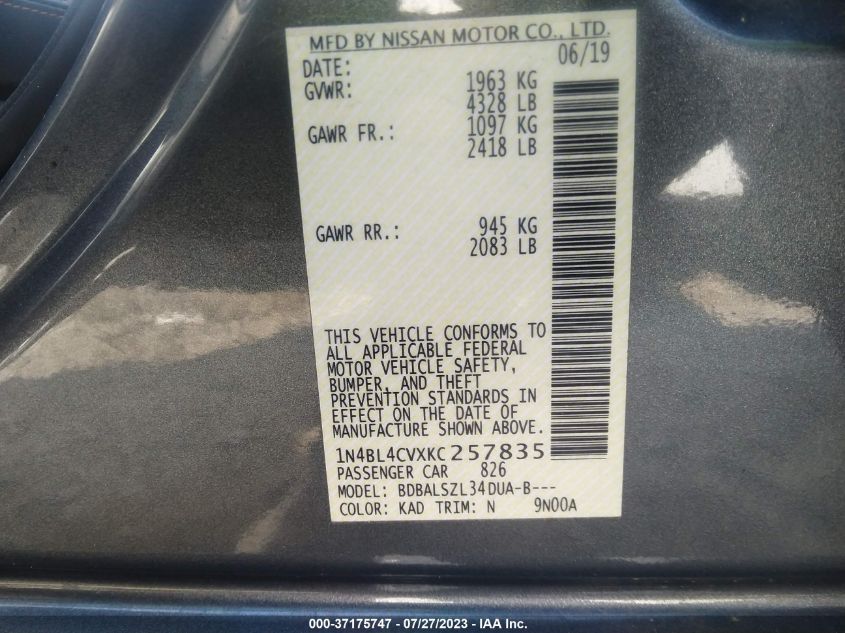 MFD BY NISSAN MOTOR CO., LTD.
DATE: 06/19
GVWR: 1963 KG
4328 LB
GAWR FR.: 1097 KG
2418 LB
GAWR RR.: 945 KG
2083 LB
THIS VEHICLE CONFORMS TO
ALL APPLICABLE FEDERAL
MOTOR VEHICLE SAFETY,
BUMPER, AND THEFT
PREVENTION STANDARDS IN
EFFECT ON THE DATE OF
MANUFACTURE SHOWN ABOVE.
1N4BL4CVXKC257835
PASSENGER CAR 826
MODEL: BDBALSZL34DUA-B---
COLOR: KAD TRIM: N 9N00A
000-37175747 - 07/27/2023 - IAA Inc.